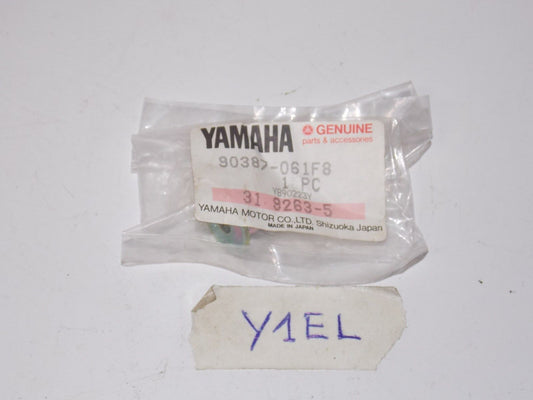 YAMAHA GENUINE
parts & accessories
90387-061F8
1 PC
Y890223Y
31 8263-5
YAMAHA MOTOR CO.,LTD. Shizuoka Japan
MADE IN JAPAN
Y1EL